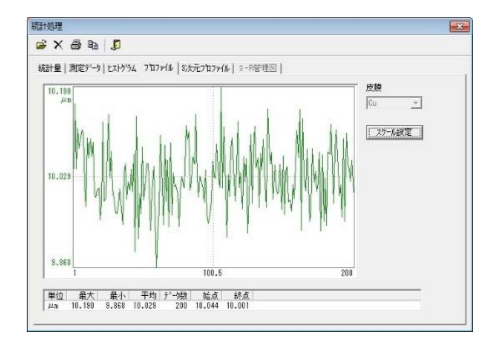 統計処理
統計量 測定データ ヒストグラム プロファイル 多次元プロファイル x-R管理図
10.190
μm
皮膜
Cu
スケール設定
10.029
9.868
1 100.5 200
単位 最大 最小 平均 データ数 始点 終点
μm 10.190 9.868 10.029 200 10.044 10.001